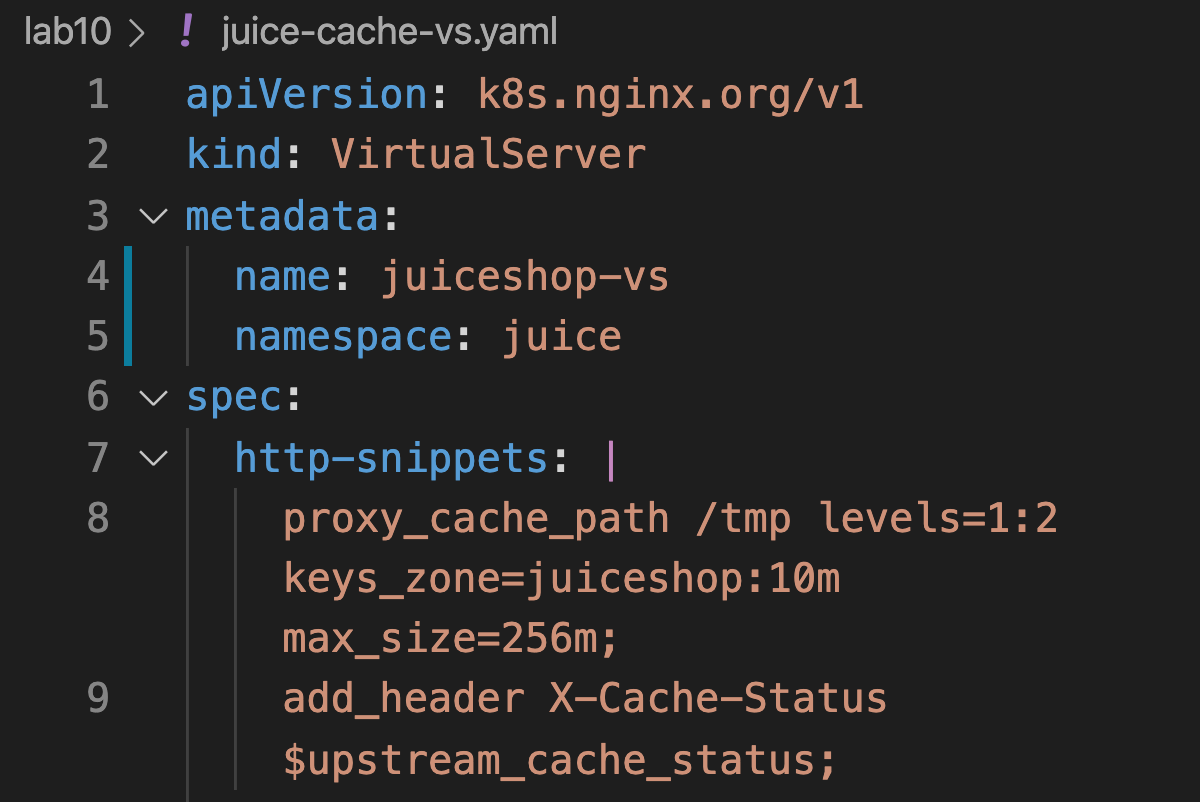 lab10 > ! juice-cache-vs.yaml
1 apiVersion: k8s.nginx.org/v1
2 kind: VirtualServer
3 metadata:
4 name: juiceshop-vs
5 namespace: juice
6 spec:
7 http-snippets: |
8 proxy_cache_path /tmp levels=1:2
keys_zone=juiceshop:10m
max_size=256m;
9 add_header X-Cache-Status
$upstream_cache_status;